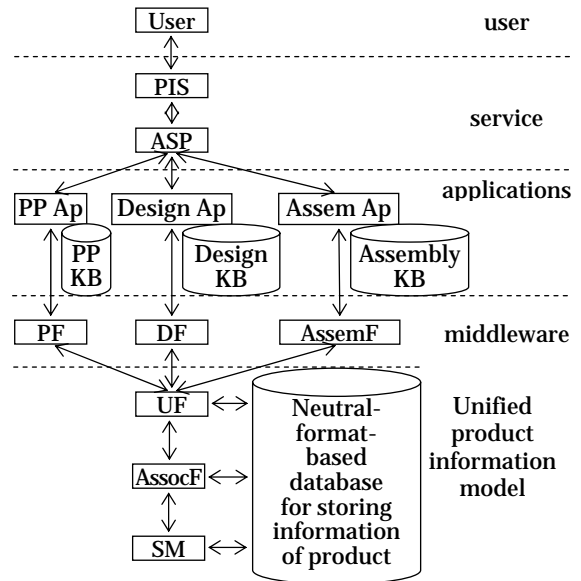 User
user
PIS
service
ASP
applications
PP Ap
Design Ap
Assem Ap
PP
KB
Design
KB
Assembly
KB
PF
DF
AssemF
middleware
UF
Neutral-
format-
based
database
for storing
information
of product
Unified
product
information
model
AssocF
SM